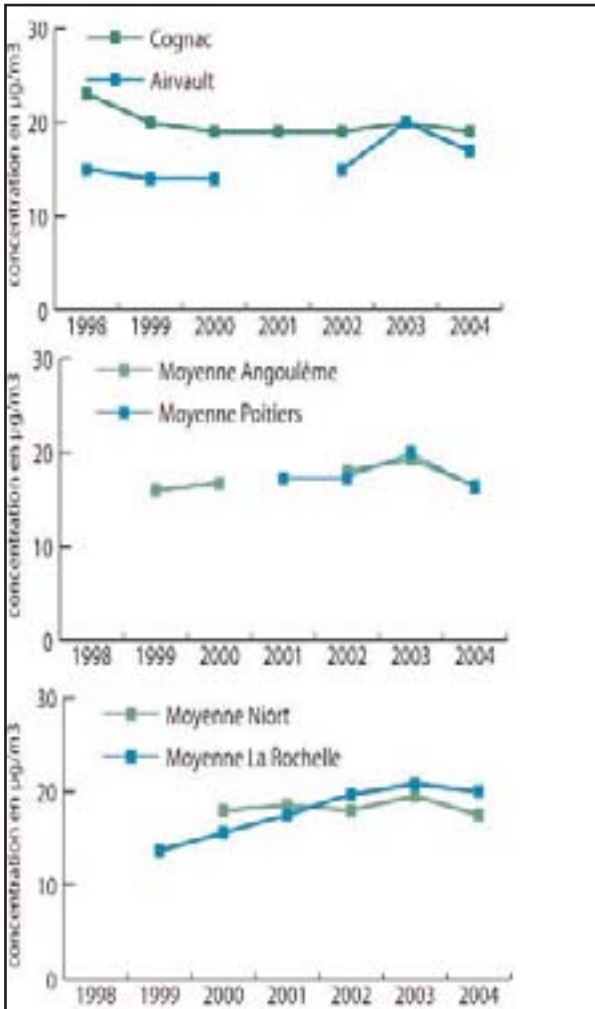 concentration en µg/m3
30
20
10
0
Cognac
Airvault
1998 1999 2000 2001 2002 2003 2004
concentration en µg/m3
30
20
10
0
Moyenne Angoulême
Moyenne Poitiers
1998 1999 2000 2001 2002 2003 2004
concentration en µg/m3
30
20
10
0
Moyenne Niort
Moyenne La Rochelle
1998 1999 2000 2001 2002 2003 2004